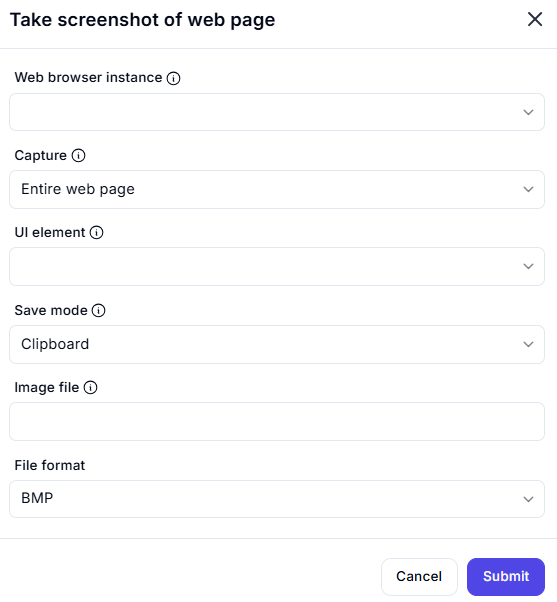 Take screenshot of web page
Web browser instance
Capture
Entire web page
UI element
Save mode
Clipboard
Image file
File format
BMP
Cancel
Submit